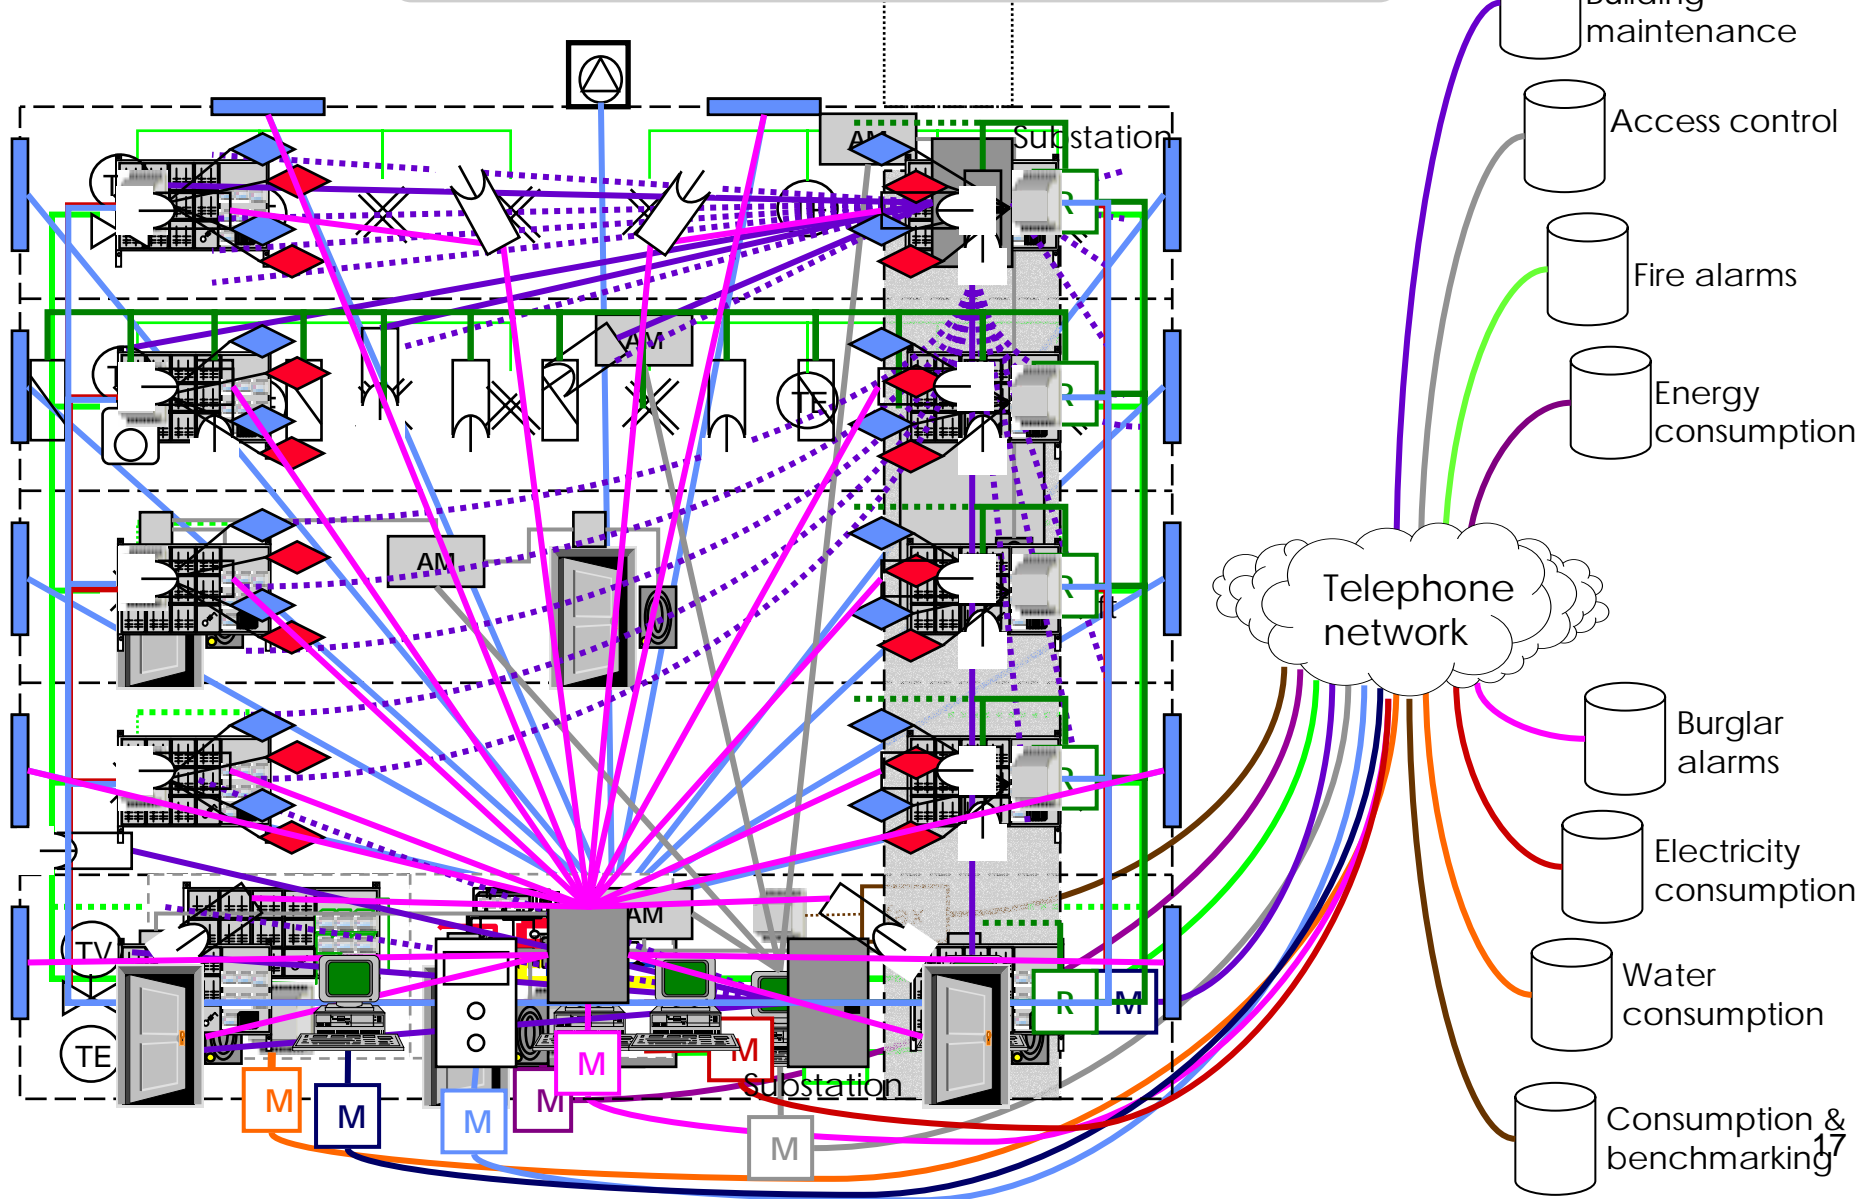 Building
maintenance
Access control
AM
Substation
T
R
Fire alarms
AM
T
TE
R
Energy
consumption
AM
R
Telephone
network
R
Burglar
alarms
Electricity
consumption
AM
TV
R
M
Water
consumption
TE
M
M
Substation
M
M
M
M
M
Consumption &
benchmarking
17